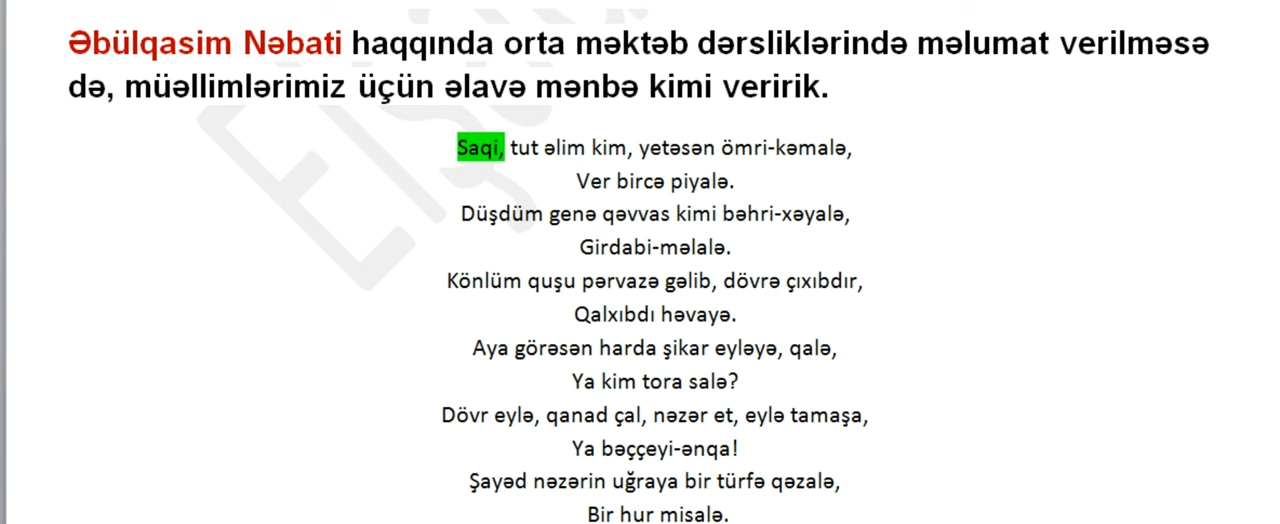 Əbülqasim Nəbati haqqında orta məktəb dərsliklərində məlumat verilməsə
də, müəllimlərimiz üçün əlavə mənbə kimi veririk.
Saqi, tut əlim kim, yetəsən ömri-kəmalə,
Ver bircə piyalə.
Düşdüm genə qəvvas kimi bəhri-xəyalə,
Girdabi-məlalə.
Könlüm quşu pərvazə gəlib, dövrə çıxıbdır,
Qalxıbdı həvayə.
Aya görəsən harda şikar eyləyə, qalə,
Ya kim tora salə?
Dövr eylə, qanad çal, nəzər et, eylə tamaşa,
Ya bəççeyi-ənqa!
Şayəd nəzərin uğraya bir türfə qəzalə,
Bir hur misalə.